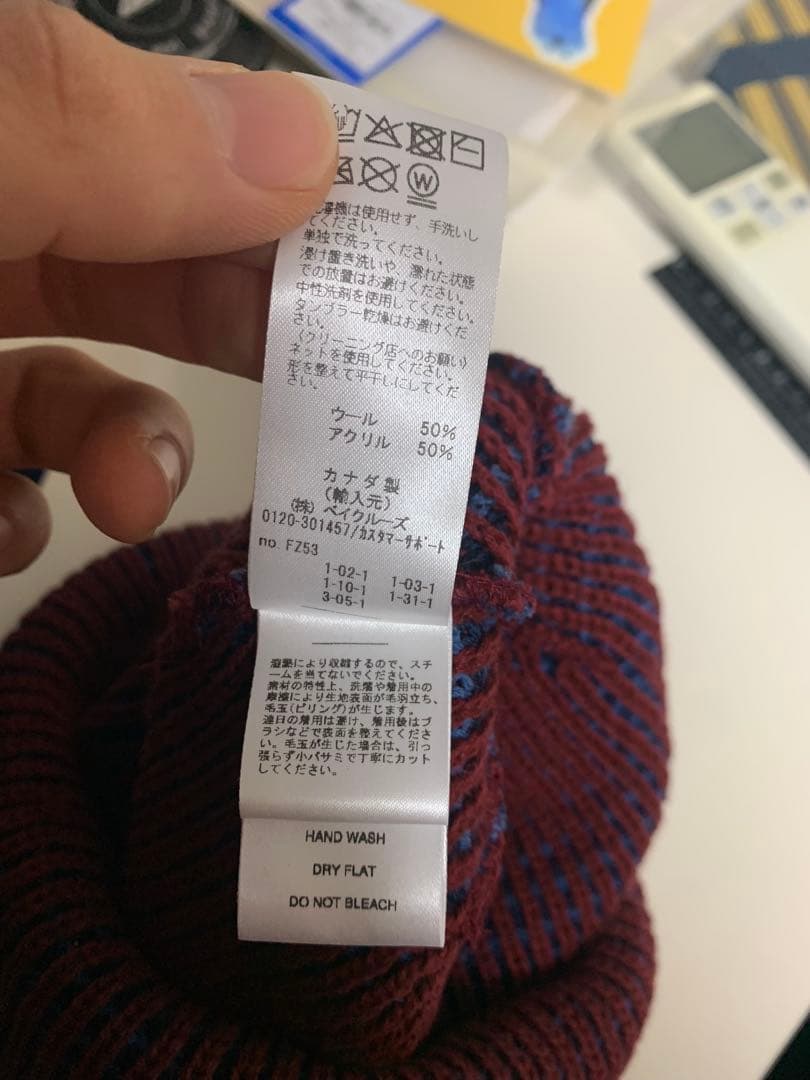 濯機は使用せず、手洗いし
てください。
単独で洗ってください。
浸け置き洗いや、濡れた状態
での放置はお避けください。
中性洗剤を使用してください。
タンブラー乾燥はお避けくだ
さい。
〈クリーニング店へのお願い〉
ネットを使用してください。
形を整えて平干しにしてくだ
さい。
ウール 50%
アクリル 50%
カナダ製
(輸入元)
(株) ベイクルーズ
0120-301457/カスタマーサポート
no. FZ53
1-02-1 1-03-1
1-10-1 1-31-1
3-05-1
湿熱により収縮するので、スチ
ームを当てないでください。
素材の特性上、洗濯や着用中の
摩擦により生地表面が毛羽立ち、
毛玉(ピリング)が生じます。
連日の着用は避け、着用後はブ
ラシなどで表面を整えてくださ
い。毛玉が生じた場合は、引っ
張らず小バサミで丁寧にカット
してください。
HAND WASH
DRY FLAT
DO NOT BLEACH